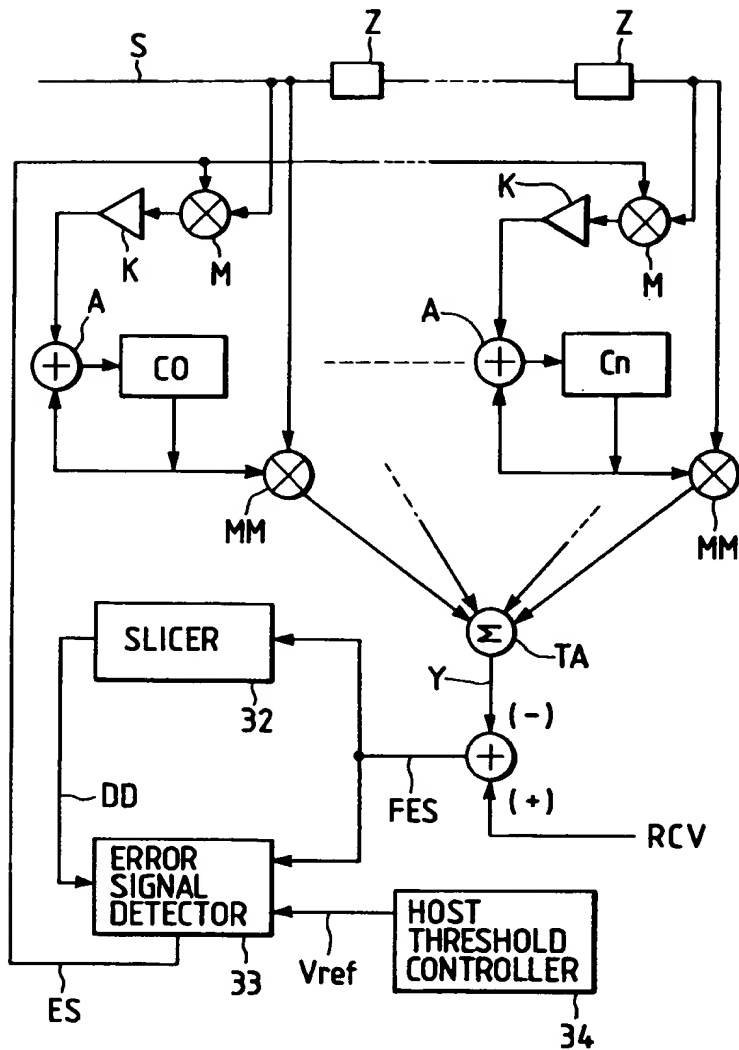 Z
Z
S
K
K
M
M
A
A
C0
Cn
MM
MM
SLICER
Σ
TA
Y
32
(-)
+
+
+
DD
FES
(+)
RCV
ERROR
SIGNAL
DETECTOR
HOST
THRESHOLD
CONTROLLER
33
Vref
ES
34